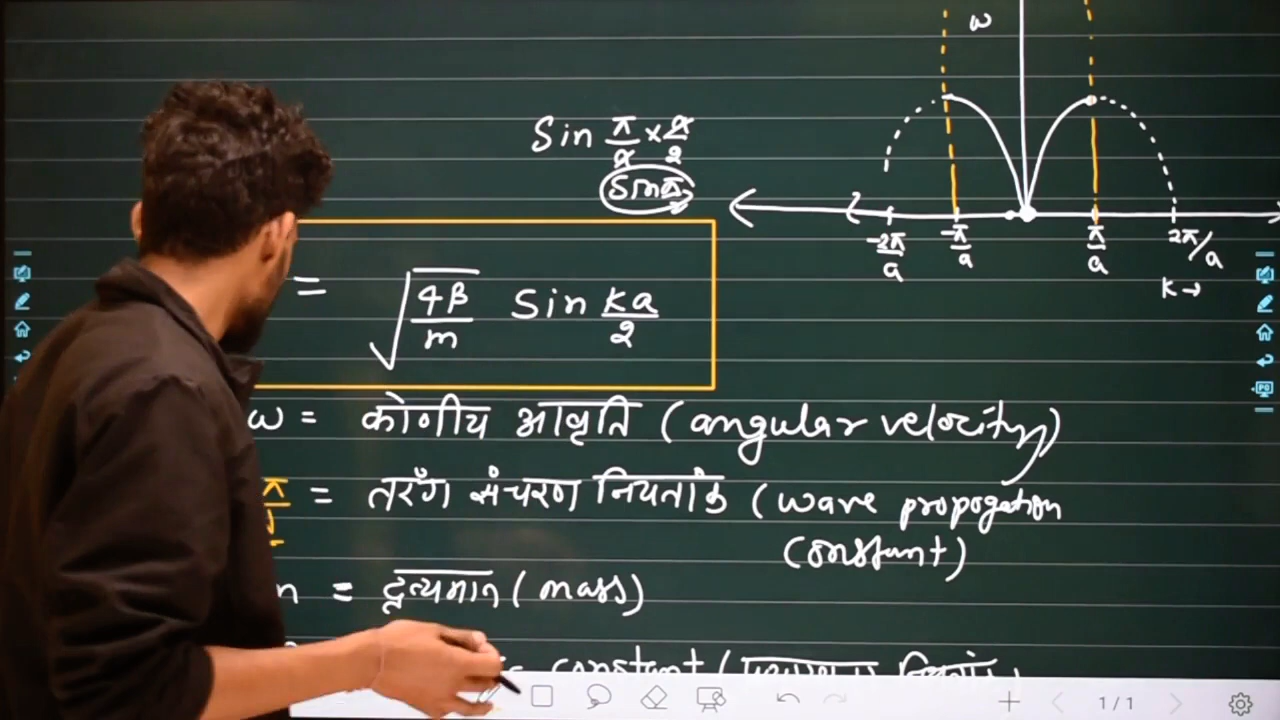 ω
Sin π/a × a/2
Sin π
-2π/a -π/a π/a 2π/a
K →
= √(4β/m) Sin Ka/2
ω = कोणीय आवृति (angular velocity)
= तरँग संचरण नियतांक (wave propogation
constant)
= द्रव्यमान (mass)
constant (
1/1